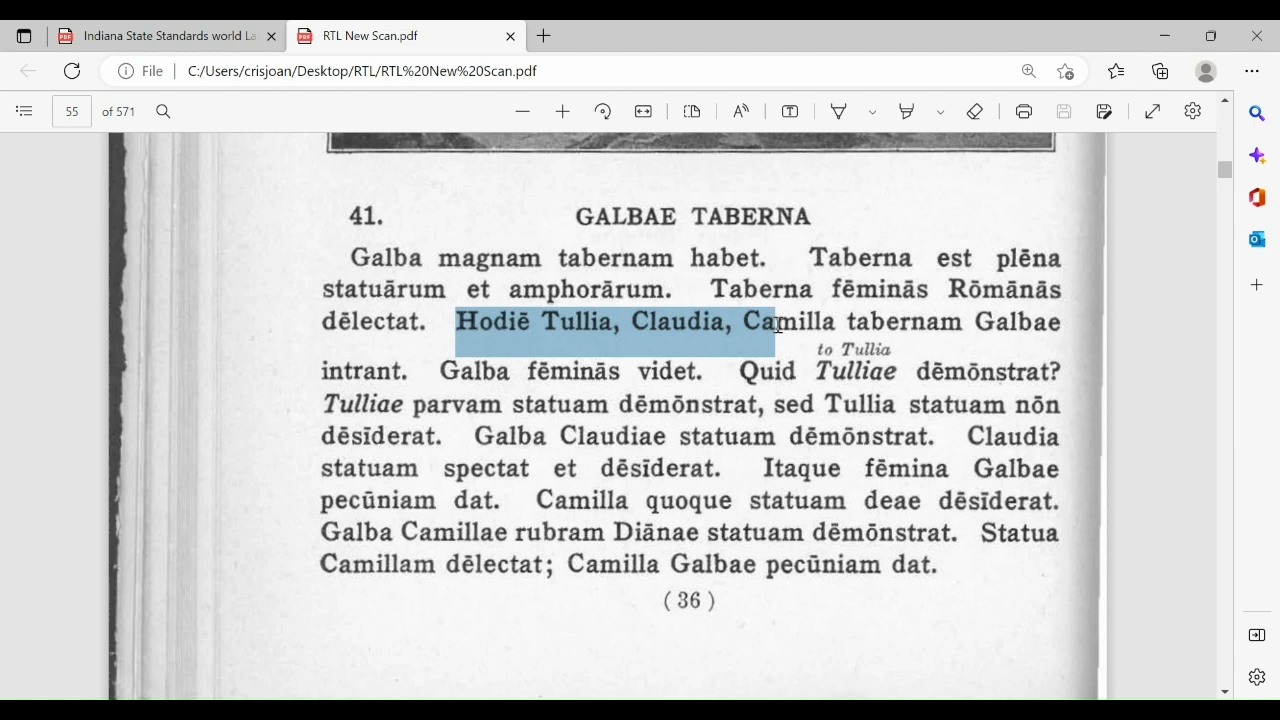 Indiana State Standards world La
RTL New Scan.pdf
File
C:/Users/crisjoan/Desktop/RTL/RTL%20New%20Scan.pdf
55 of 571
41. GALBAE TABERNA
Galba magnam tabernam habet. Taberna est plēna
statuārum et amphorārum. Taberna fēminās Rōmānās
dēlectat. Hodiē Tullia, Claudia, Camilla tabernam Galbae
to Tullia
intrant. Galba fēminās videt. Quid Tulliae dēmōnstrat?
Tulliae parvam statuam dēmōnstrat, sed Tullia statuam nōn
dēsīderat. Galba Claudiae statuam dēmōnstrat. Claudia
statuam spectat et dēsīderat. Itaque fēmina Galbae
pecūniam dat. Camilla quoque statuam deae dēsīderat.
Galba Camillae rubram Diānae statuam dēmōnstrat. Statua
Camillam dēlectat; Camilla Galbae pecūniam dat.
( 36 )